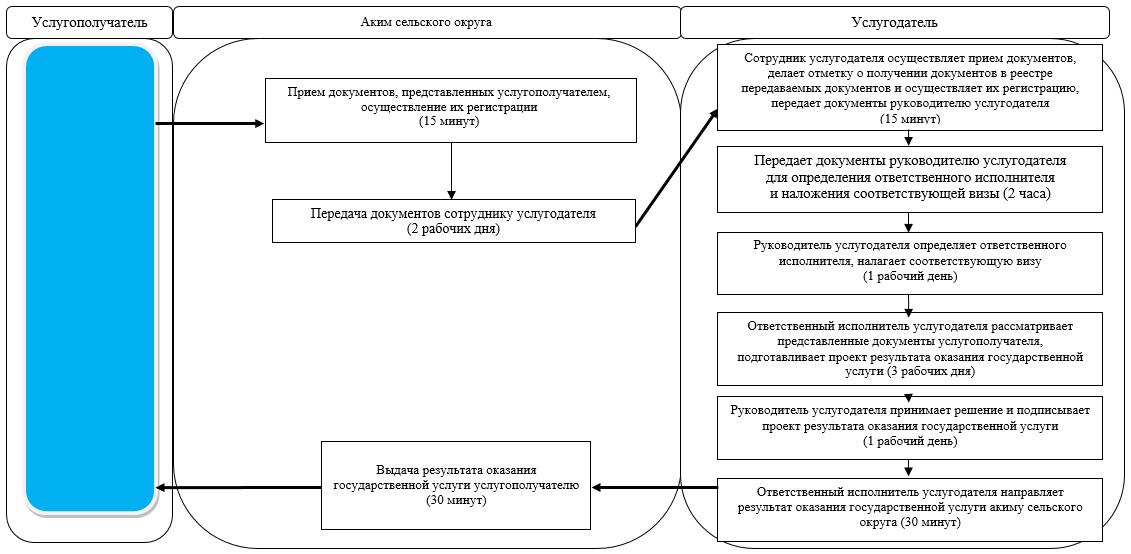 Услугополучатель
Аким сельского округа
Услугодатель
Прием документов, представленных услугополучателем,
осуществление их регистрации
(15 минут)
Передача документов сотруднику услугодателя
(2 рабочих дня)
Сотрудник услугодателя осуществляет прием документов,
делает отметку о получении документов в реестре
передаваемых документов и осуществляет их регистрацию,
передает документы руководителю услугодателя
(15 минут)
Передает документы руководителю услугодателя
для определения ответственного исполнителя
и наложения соответствующей визы (2 часа)
Руководитель услугодателя определяет ответственного
исполнителя, налагает соответствующую визу
(1 рабочий день)
Ответственный исполнитель услугодателя рассматривает
представленные документы услугополучателя,
подготавливает проект результата оказания государственной
услуги (3 рабочих дня)
Руководитель услугодателя принимает решение и подписывает
проект результата оказания государственной услуги
(1 рабочий день)
Ответственный исполнитель услугодателя направляет
результат оказания государственной услуги акиму сельского
округа (30 минут)
Выдача результата оказания
государственной услуги услугополучателю
(30 минут)